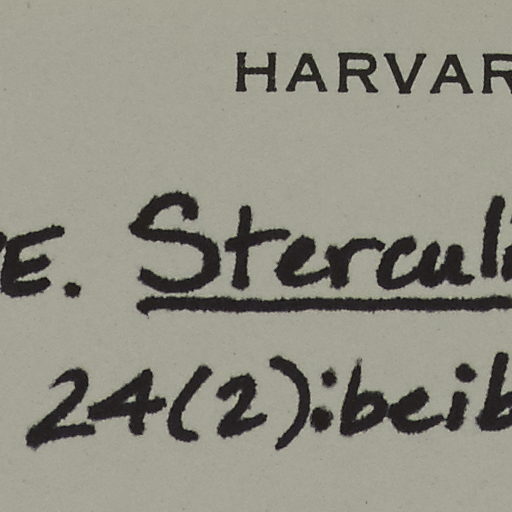 HARVAR
E. Sterculi
24(2):beib